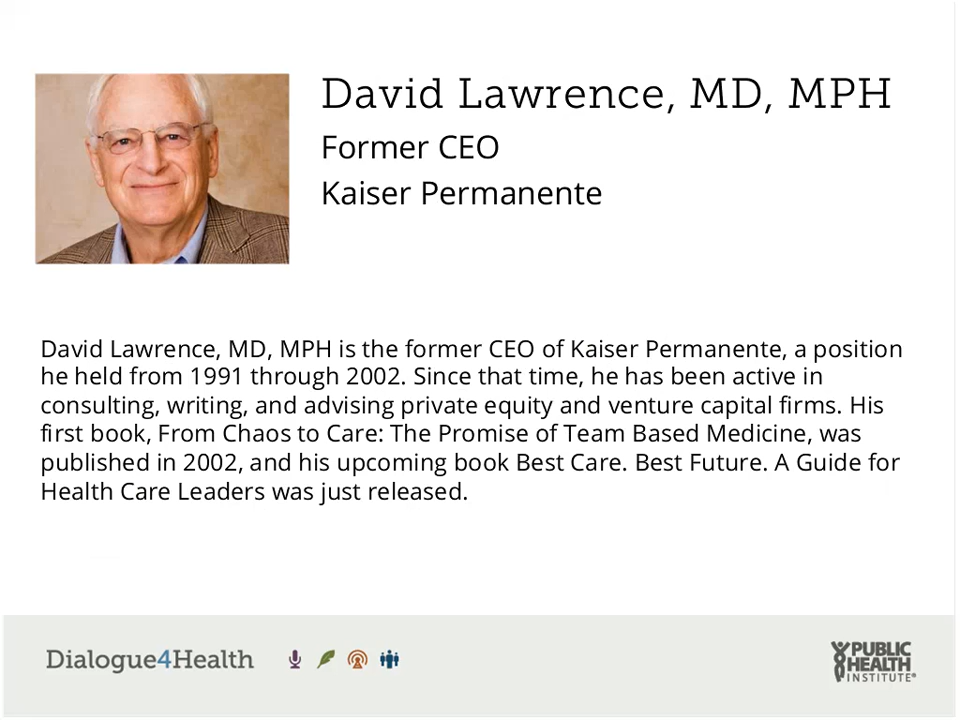 David Lawrence, MD, MPH
Former CEO
Kaiser Permanente
David Lawrence, MD, MPH is the former CEO of Kaiser Permanente, a position
he held from 1991 through 2002. Since that time, he has been active in
consulting, writing, and advising private equity and venture capital firms. His
first book, From Chaos to Care: The Promise of Team Based Medicine, was
published in 2002, and his upcoming book Best Care. Best Future. A Guide for
Health Care Leaders was just released.
Dialogue4Health
PUBLIC
HEALTH
INSTITUTE®